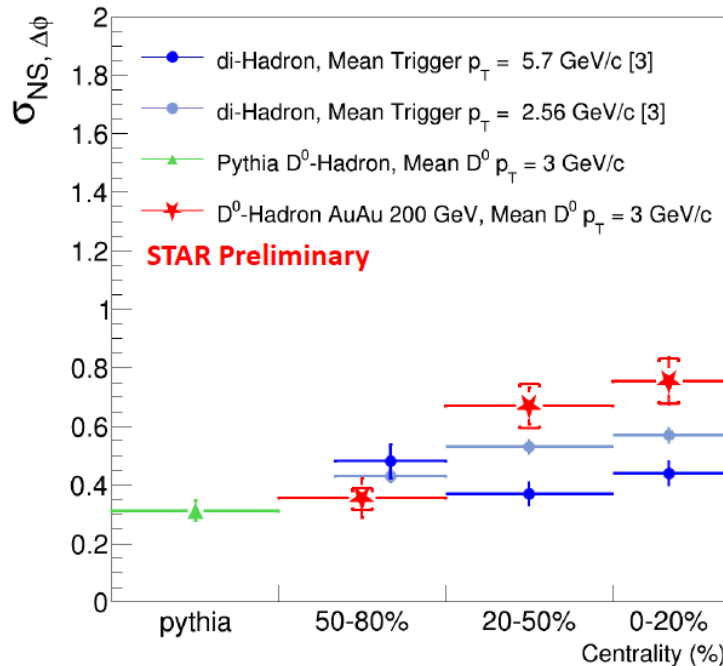 2
di-Hadron, Mean Trigger p_T = 5.7 GeV/c [3]
1.8
di-Hadron, Mean Trigger p_T = 2.56 GeV/c [3]
1.6
Pythia D⁰-Hadron, Mean D⁰ p_T = 3 GeV/c
1.4
D⁰-Hadron AuAu 200 GeV, Mean D⁰ p_T = 3 GeV/c
1.2
STAR Preliminary
1
0.8
0.6
0.4
0.2
0
σ_NS, Δϕ
pythia 50-80% 20-50% 0-20%
Centrality (%)